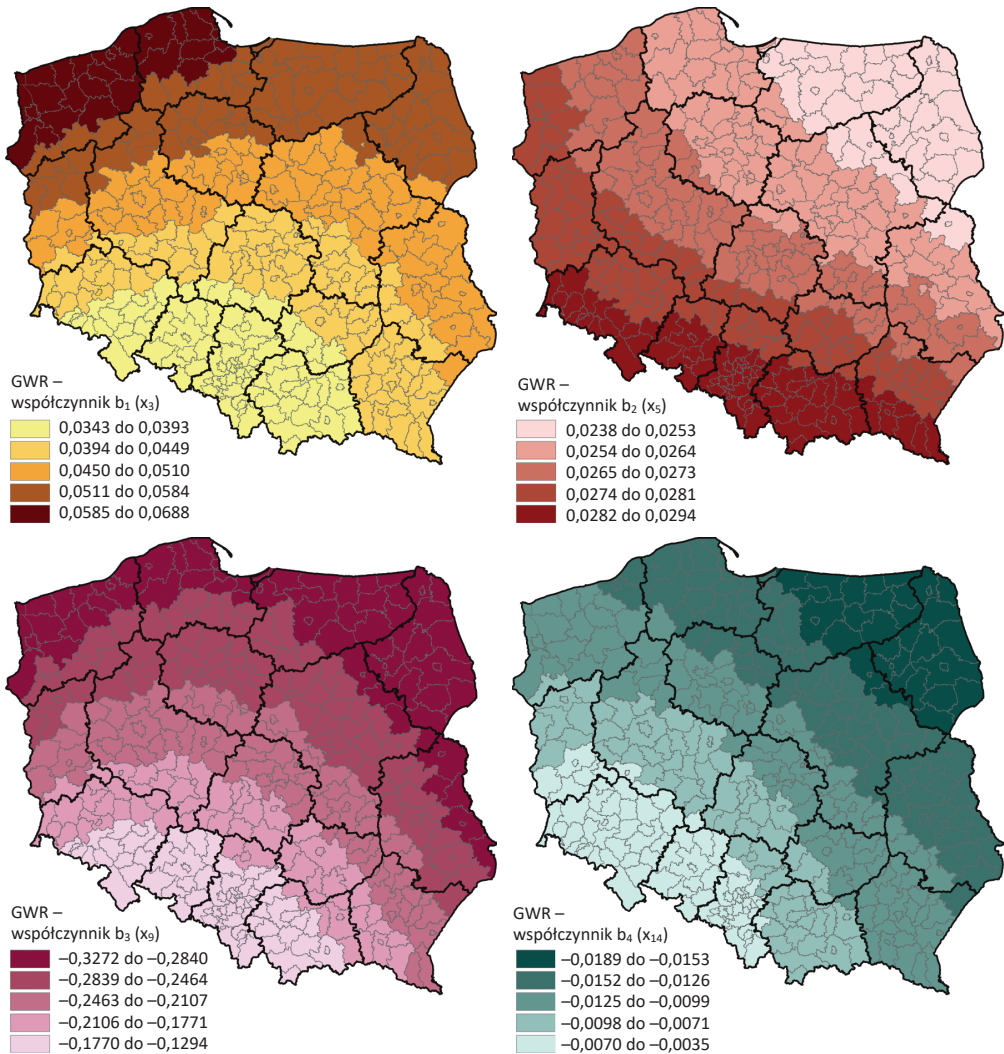 GWR –
współczynnik b₁ (x₃)
0,0343 do 0,0393
0,0394 do 0,0449
0,0450 do 0,0510
0,0511 do 0,0584
0,0585 do 0,0688
GWR –
współczynnik b₂ (x₅)
0,0238 do 0,0253
0,0254 do 0,0264
0,0265 do 0,0273
0,0274 do 0,0281
0,0282 do 0,0294
GWR –
współczynnik b₃ (x₉)
–0,3272 do –0,2840
–0,2839 do –0,2464
–0,2463 do –0,2107
–0,2106 do –0,1771
–0,1770 do –0,1294
GWR –
współczynnik b₄ (x₁₄)
–0,0189 do –0,0153
–0,0152 do –0,0126
–0,0125 do –0,0099
–0,0098 do –0,0071
–0,0070 do –0,0035